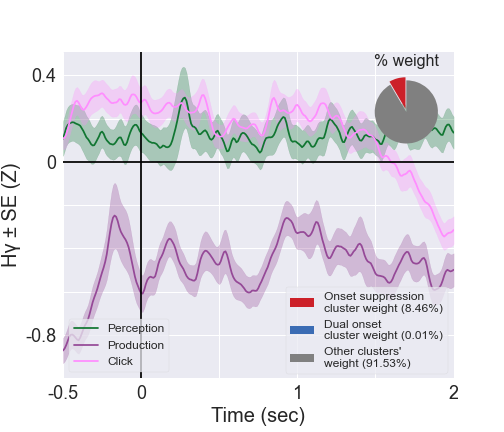 % weight
0.4
0
-0.8
Hγ ± SE (Z)
Perception
Production
Click
Onset suppression
cluster weight (8.46%)
Dual onset
cluster weight (0.01%)
Other clusters'
weight (91.53%)
-0.5
0
1
2
Time (sec)